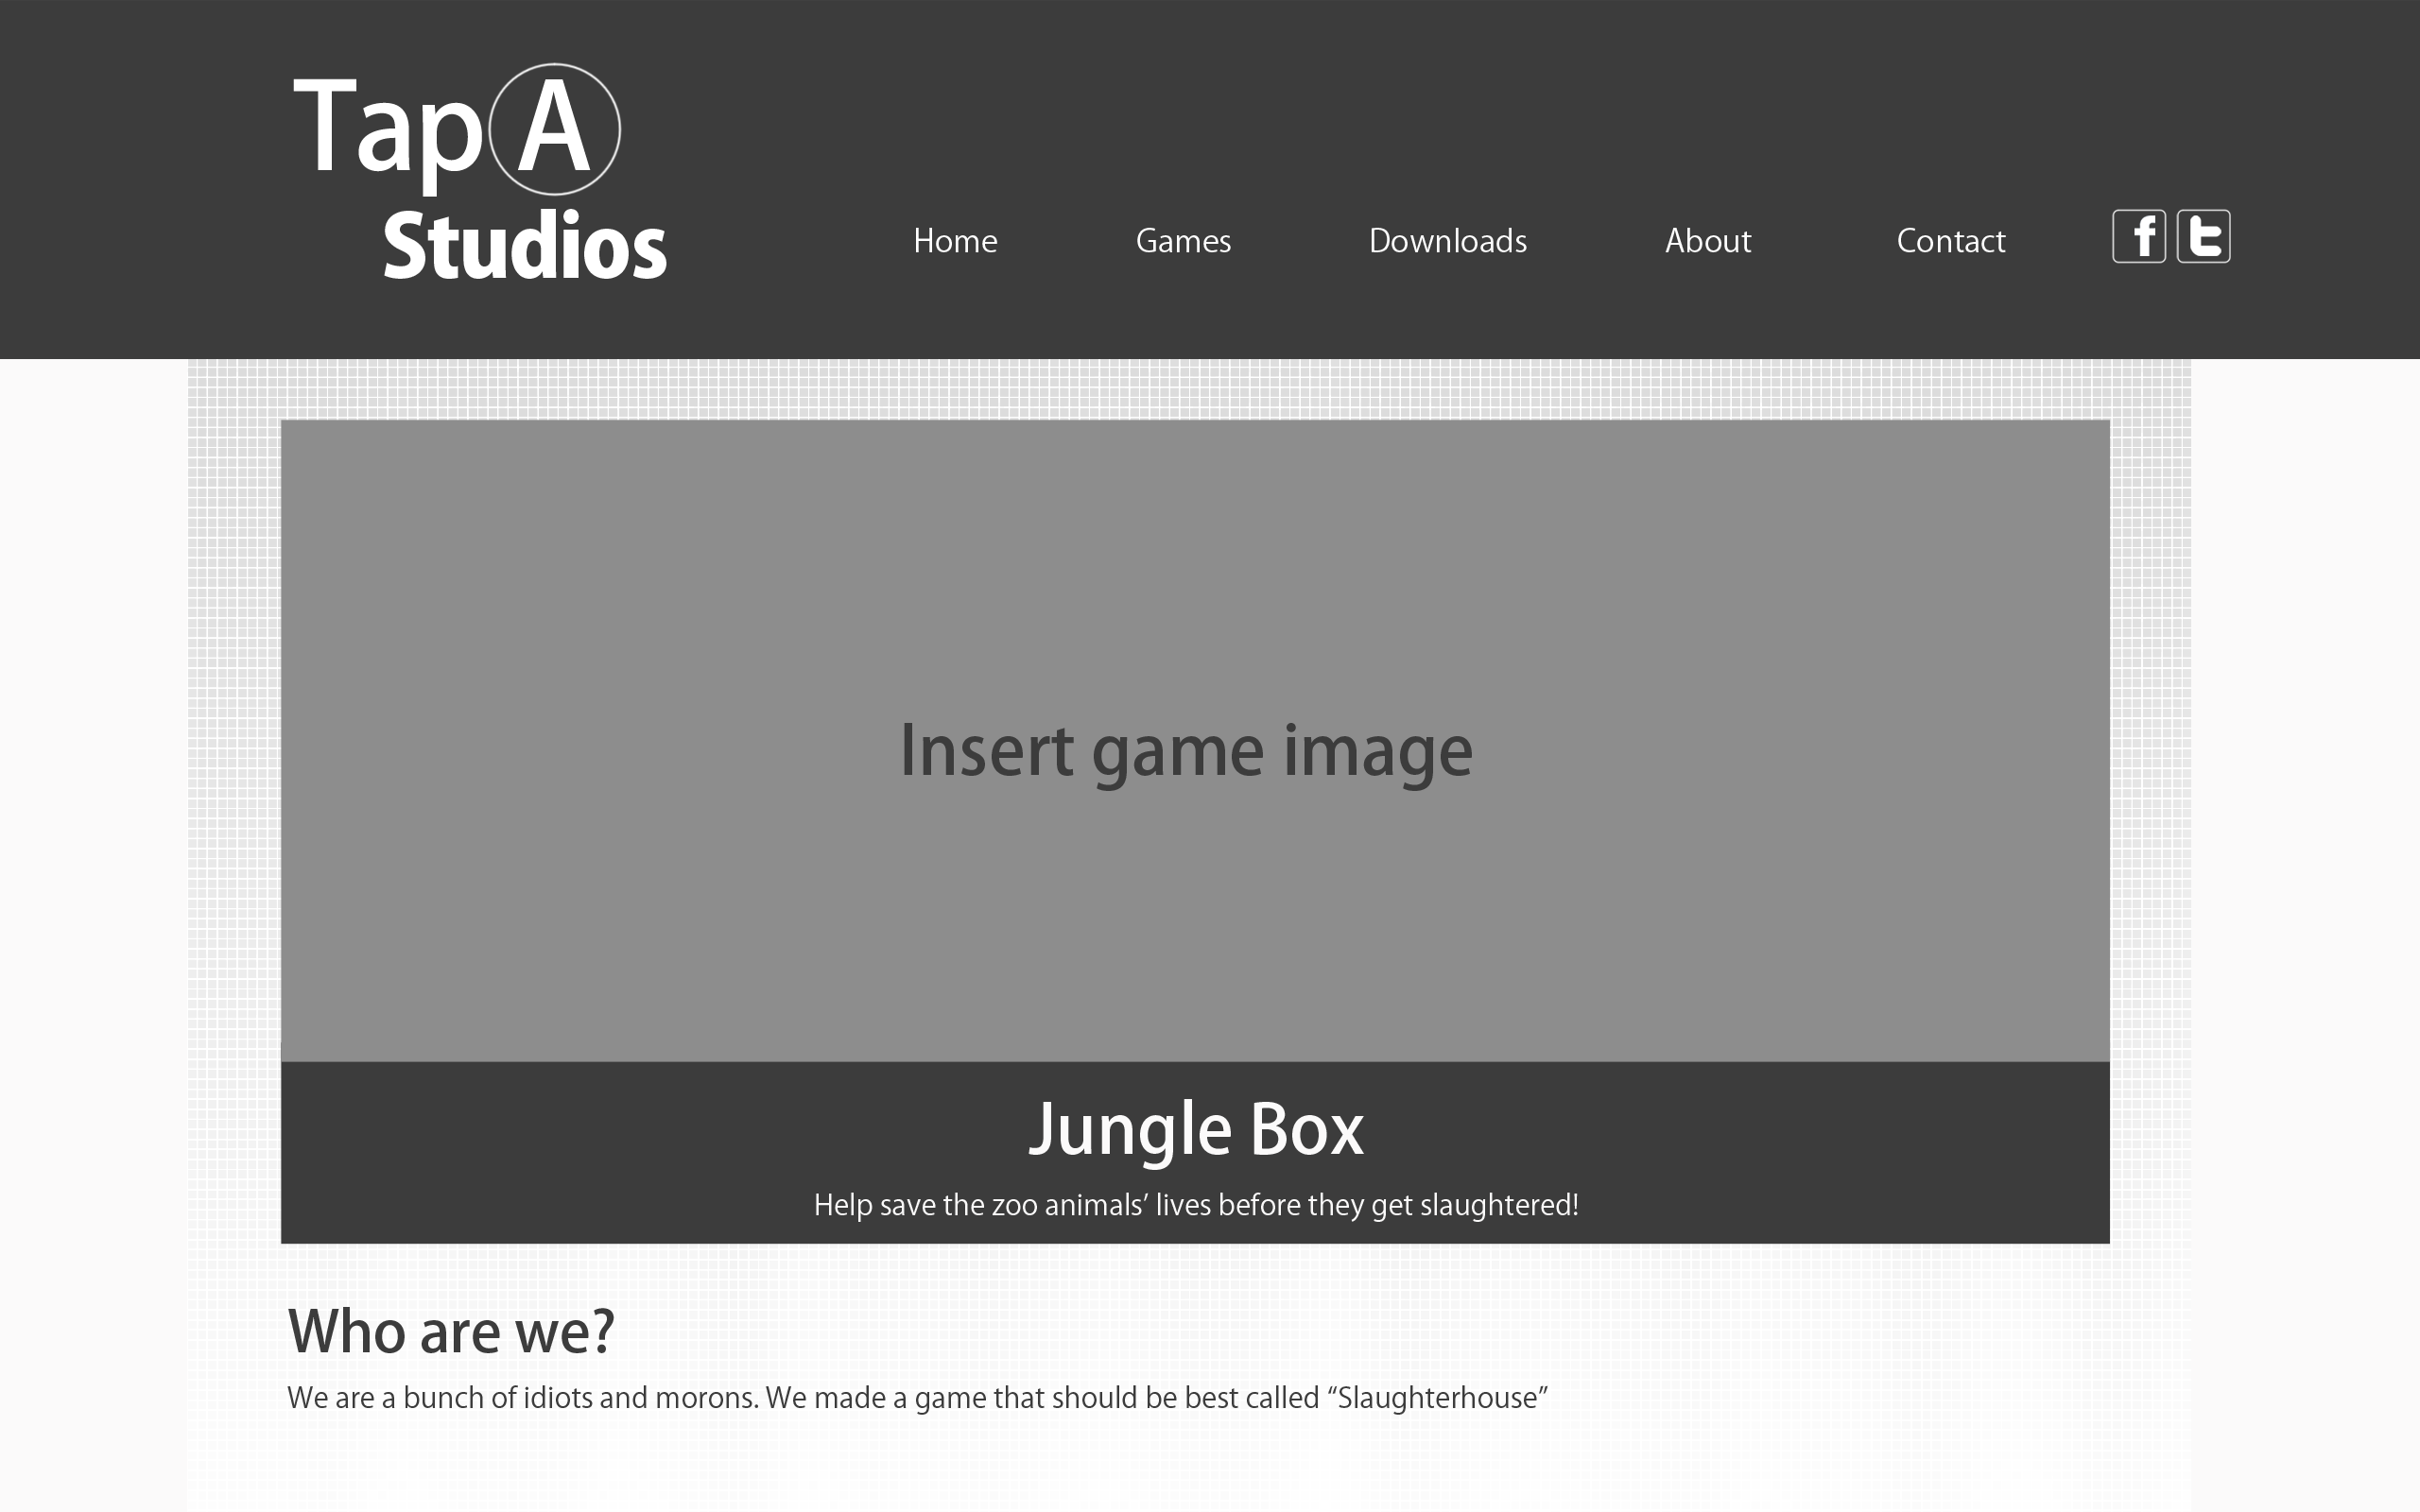 Tap A
Studios
Home Games Downloads About Contact f t
Insert game image
Jungle Box
Help save the zoo animals’ lives before they get slaughtered!
Who are we?
We are a bunch of idiots and morons. We made a game that should be best called “Slaughterhouse”